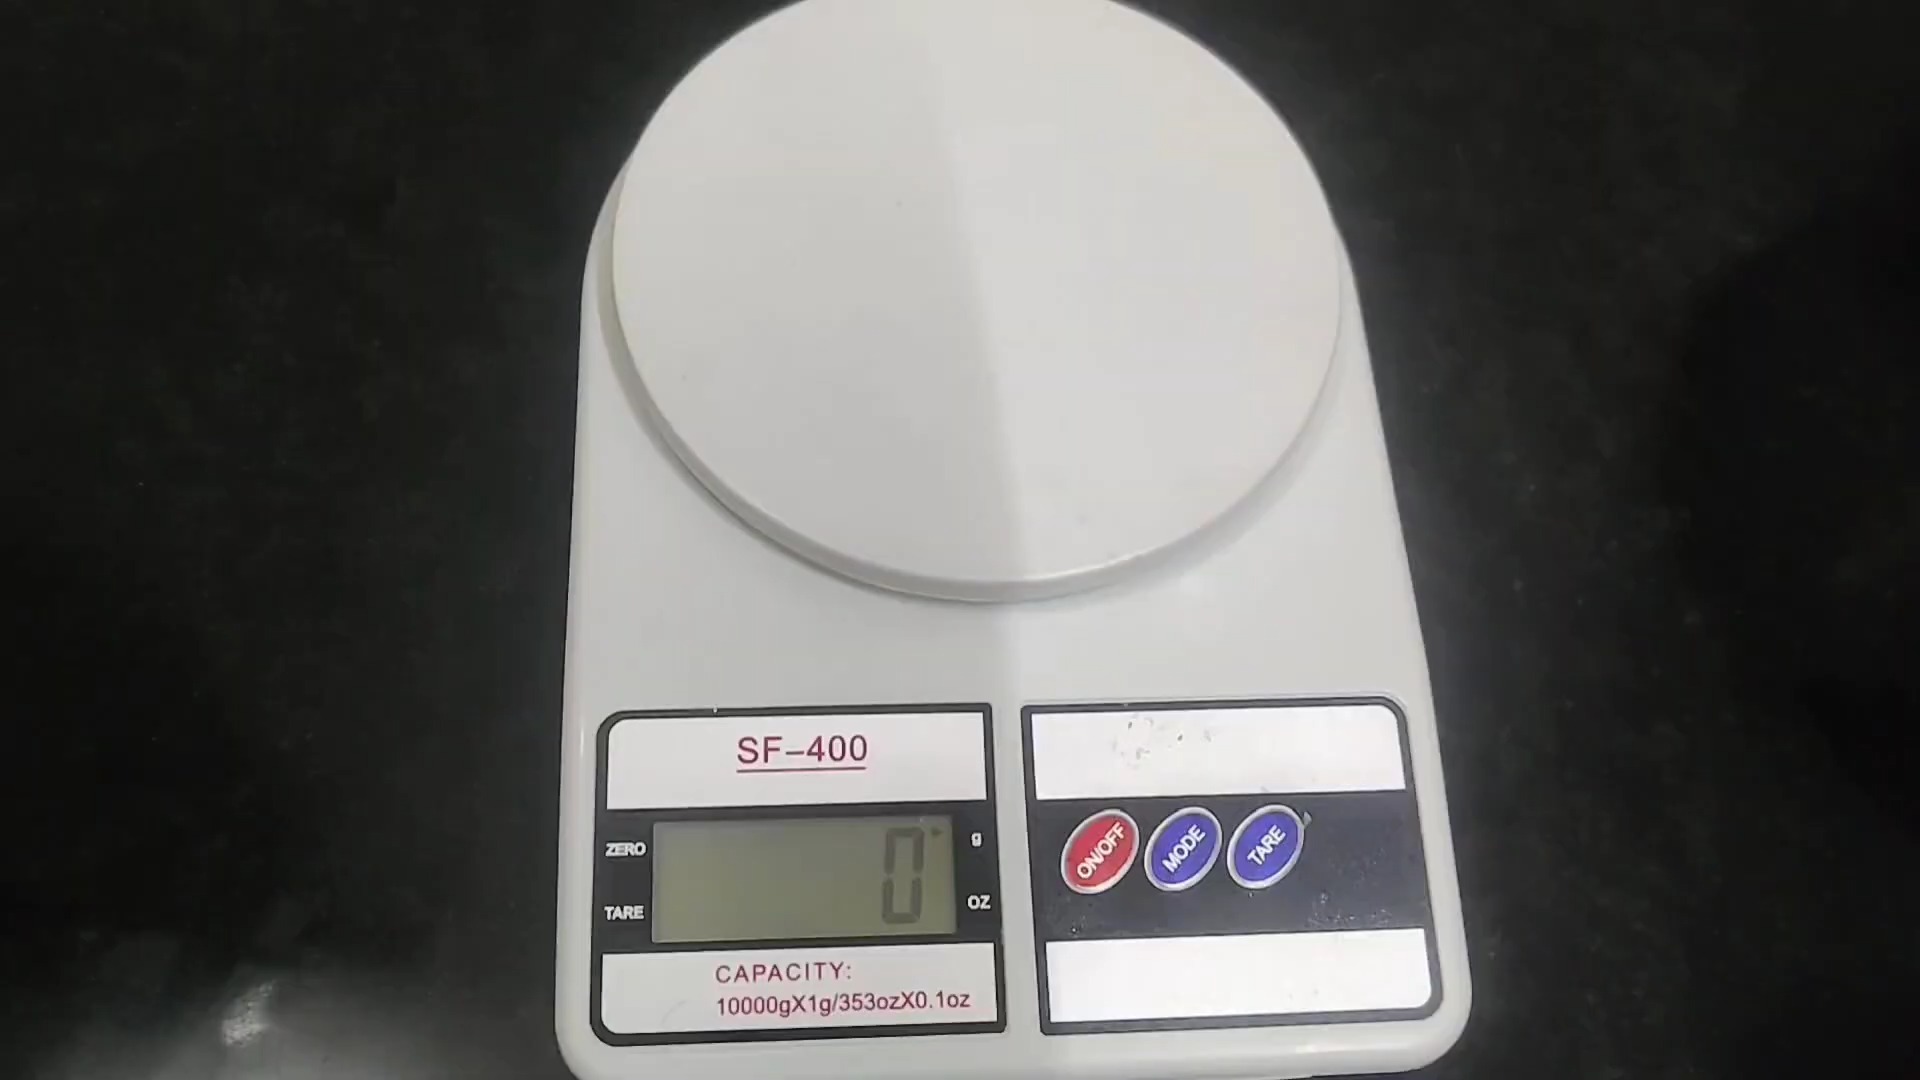 SF-400
ZERO
0
g
TARE
OZ
CAPACITY:
10000gX1g/353ozX0.1oz
ON/OFF
MODE
TARE